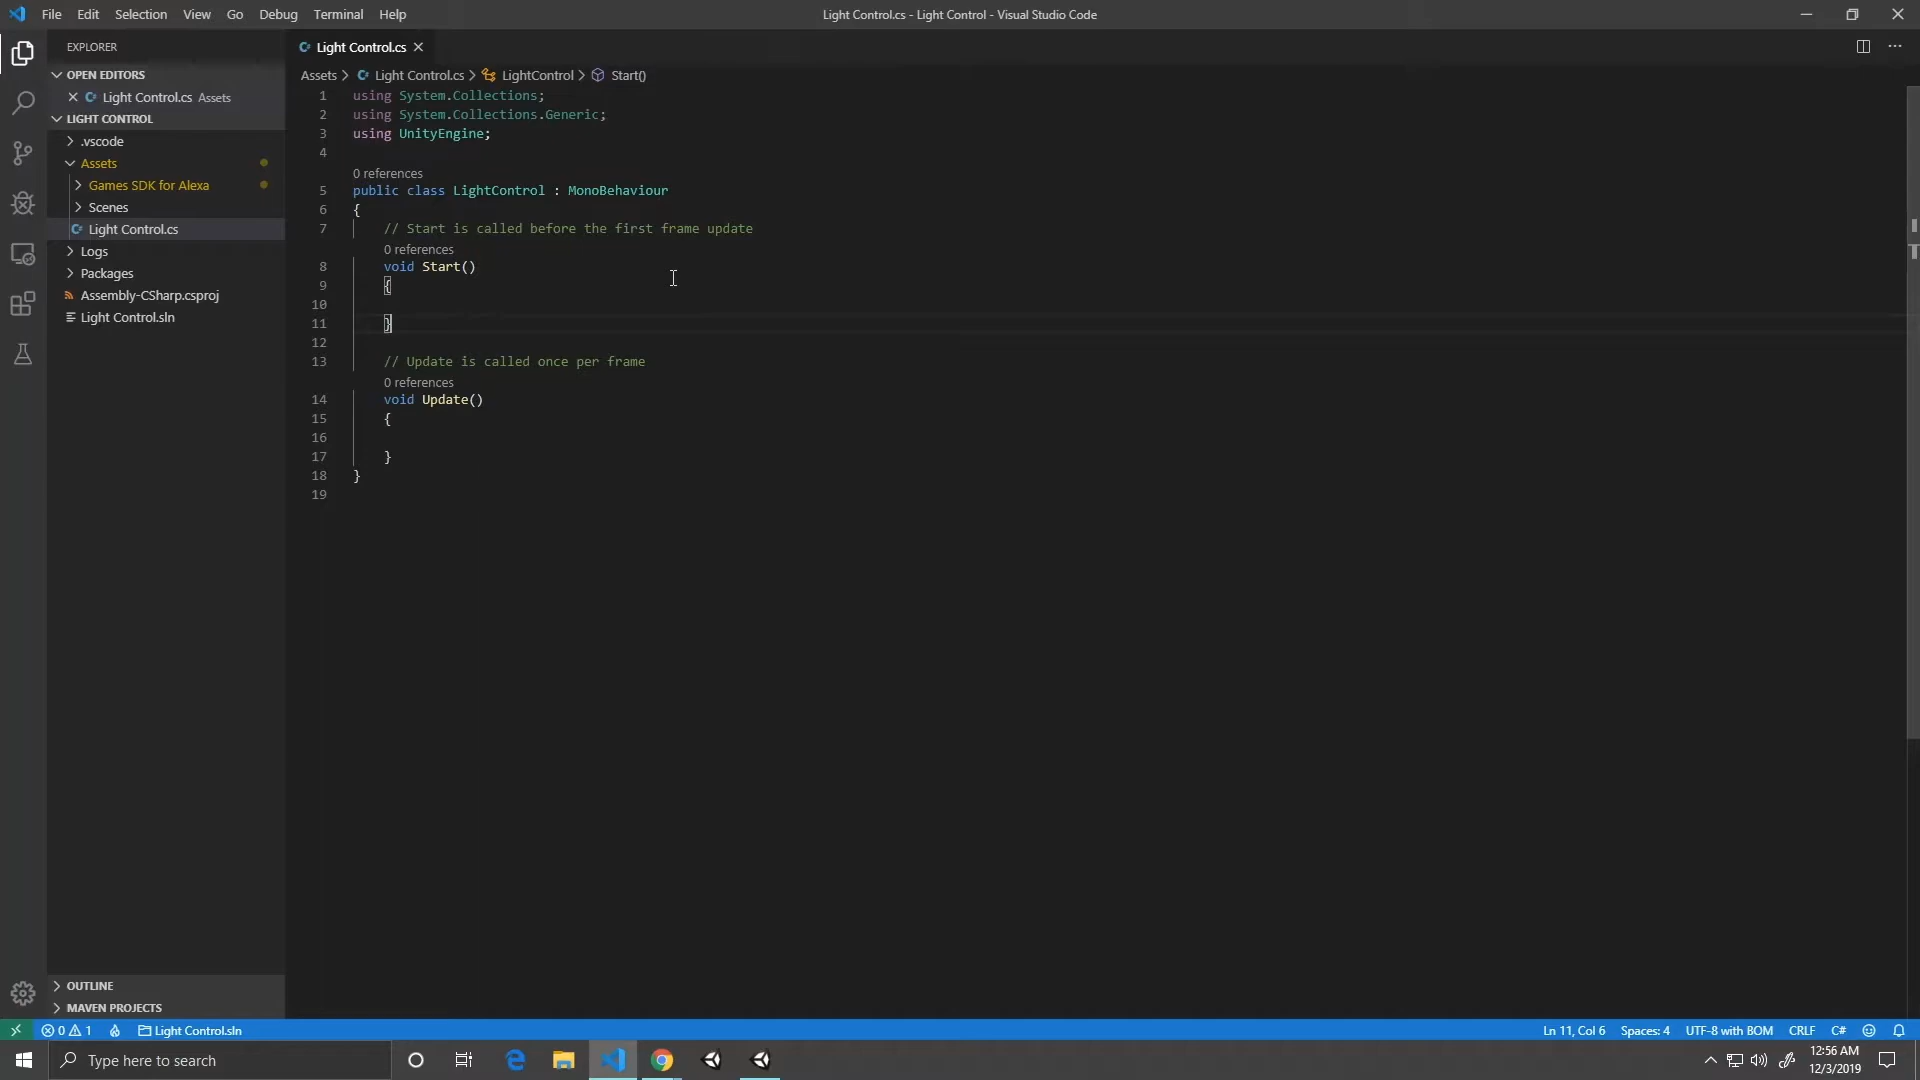 File Edit Selection View Go Debug Terminal Help
Light Control.cs - Light Control - Visual Studio Code
EXPLORER
OPEN EDITORS
Light Control.cs Assets
LIGHT CONTROL
.vscode
Assets
Games SDK for Alexa
Scenes
Light Control.cs
Logs
Packages
Assembly-CSharp.csproj
Light Control.sln
OUTLINE
MAVEN PROJECTS
Light Control.cs
Assets > Light Control.cs > LightControl > Start()
1 using System.Collections;
2 using System.Collections.Generic;
3 using UnityEngine;
4
0 references
5 public class LightControl : MonoBehaviour
6 {
7 // Start is called before the first frame update
0 references
8 void Start()
9 {
10
11 }
12
13 // Update is called once per frame
0 references
14 void Update()
15 {
16
17 }
18 }
19
0 1 Light Control.sln
Ln 11, Col 6 Spaces: 4 UTF-8 with BOM CRLF C#
Type here to search
12:56 AM
12/3/2019